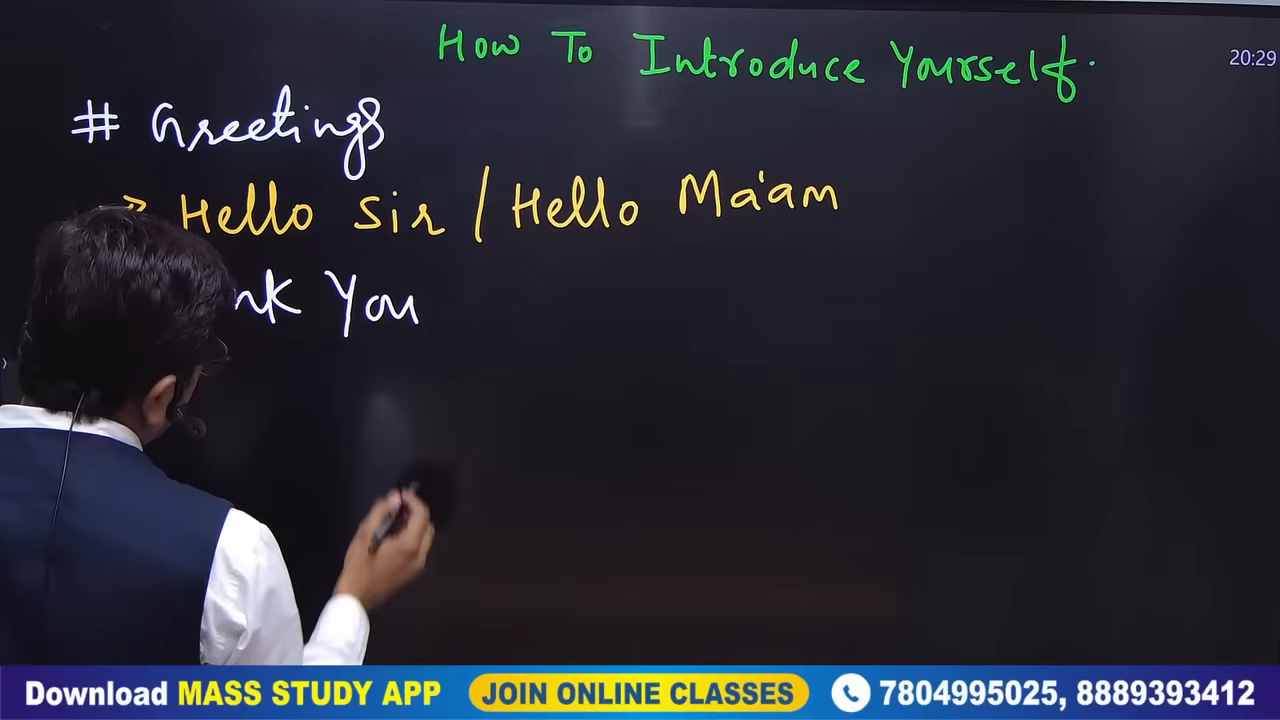 How To Introduce Yourself.
20:29
# Greetings
Hello Sir / Hello Ma'am
You
Download MASS STUDY APP JOIN ONLINE CLASSES 7804995025, 8889393412